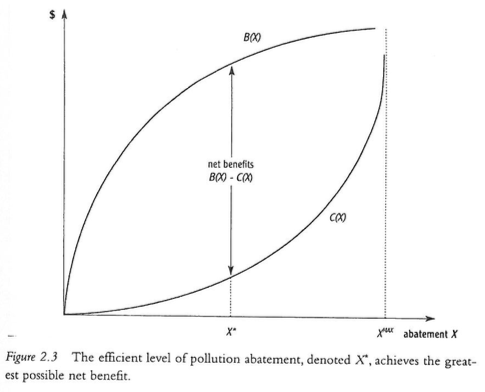 $
B(X)
net benefits
B(X) - C(X)
C(X)
X* XMAX abatement X
Figure 2.3 The efficient level of pollution abatement, denoted X*, achieves the great-
est possible net benefit.